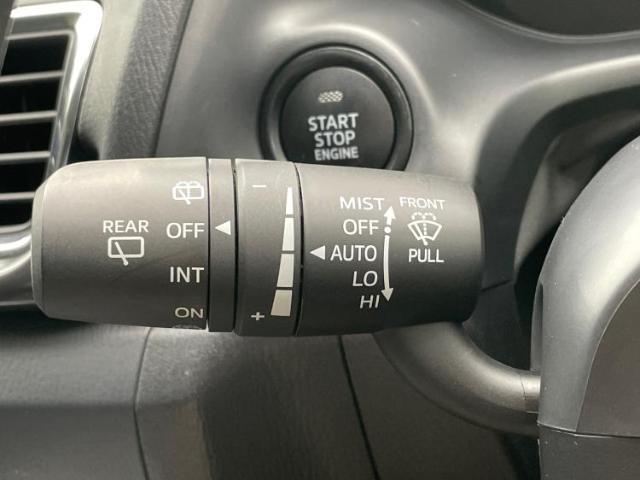 START
STOP
ENGINE
REAR
OFF
INT
ON
−
+
MIST
OFF
AUTO
LO
HI
FRONT
PULL